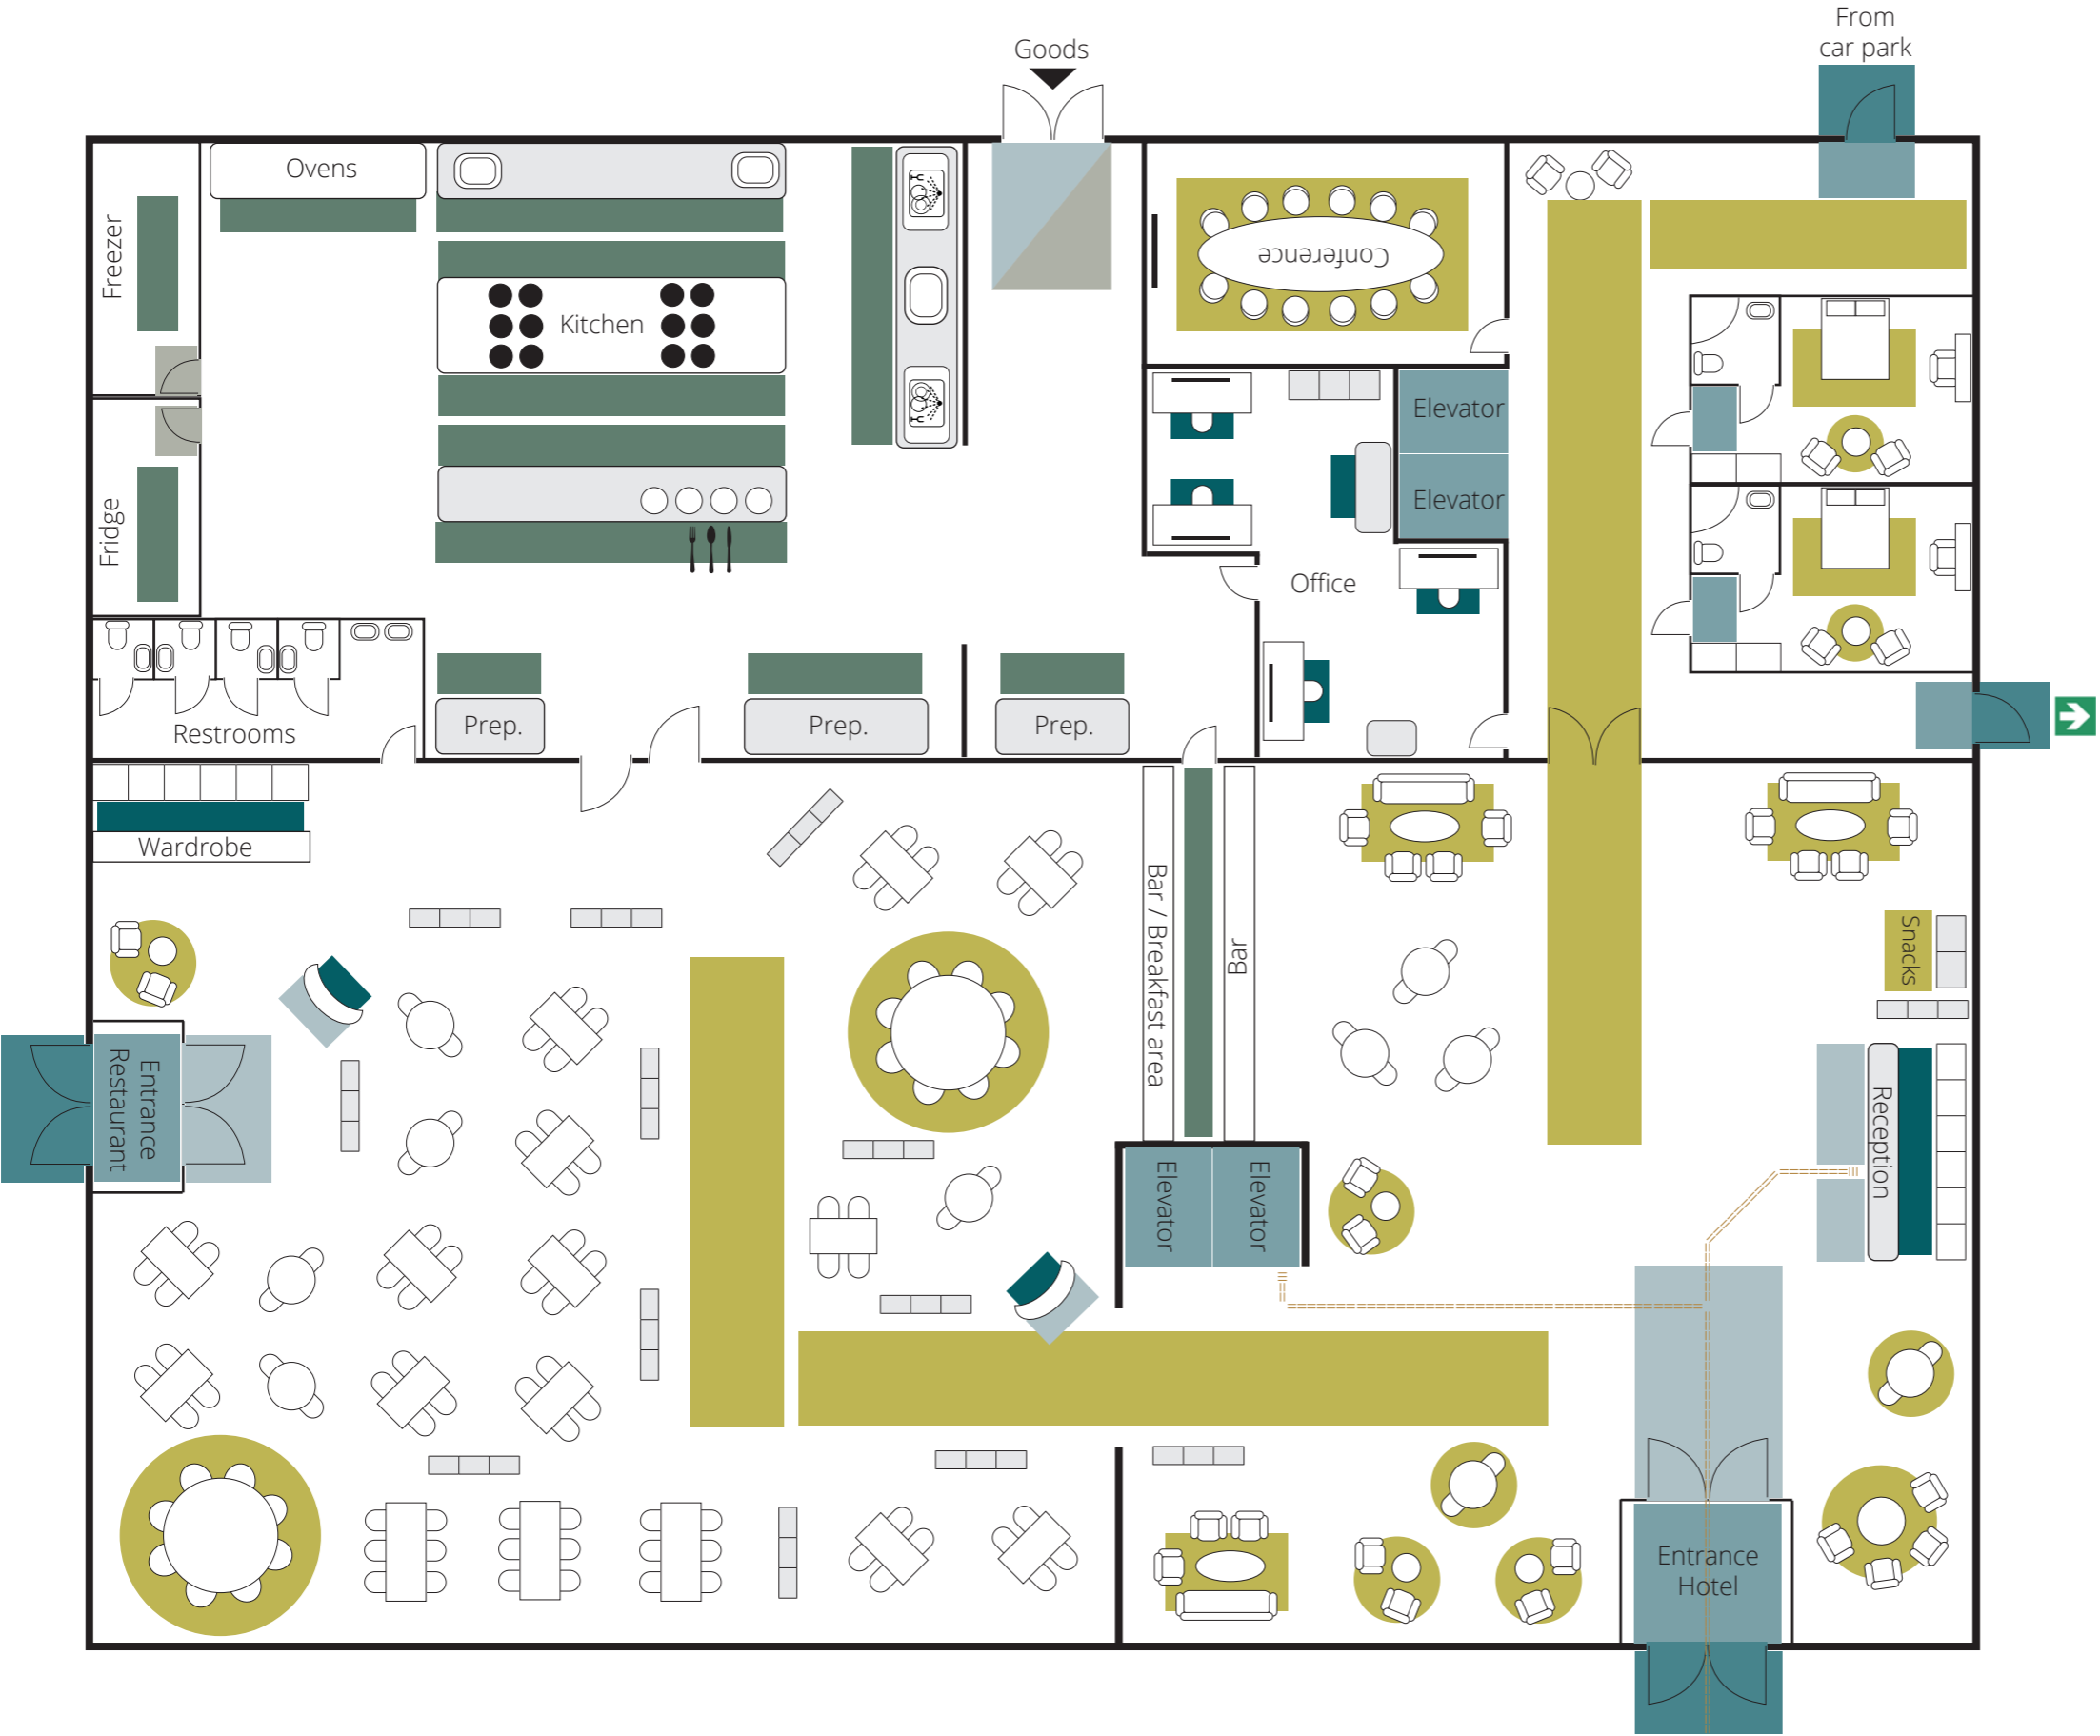 From
car park
Goods
Ovens
Freezer
Kitchen
Conference
Elevator
Elevator
Fridge
Office
Restrooms
Prep.
Prep.
Prep.
Wardrobe
Bar / Breakfast area
Bar
Snacks
Entrance
Restaurant
Reception
Elevator
Elevator
Entrance
Hotel